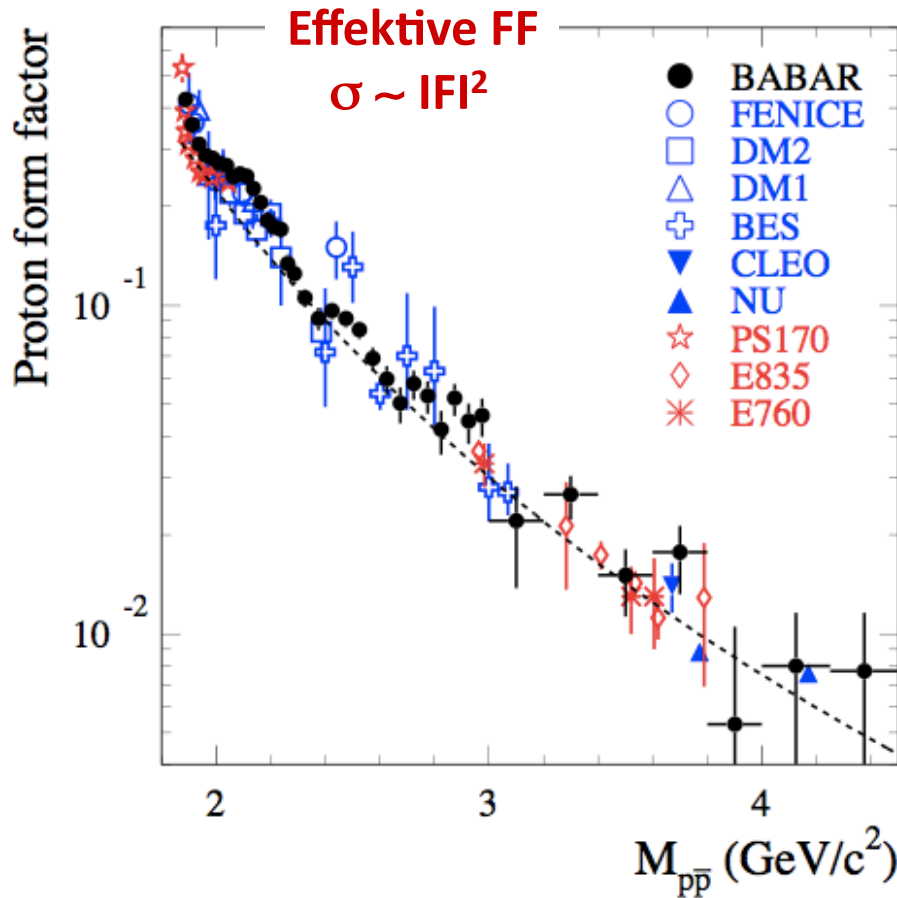 Effektive FF
σ ~ |F|²
Proton form factor
BABAR
FENICE
DM2
DM1
BES
CLEO
NU
PS170
E835
E760
10⁻¹
10⁻²
2
3
4
M_pp̅ (GeV/c²)